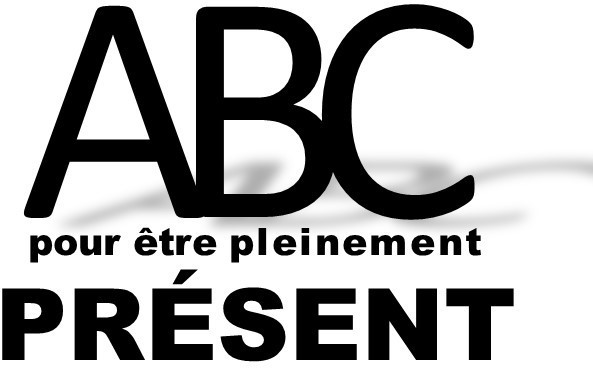 ABC
pour être pleinement
PRÉSENT